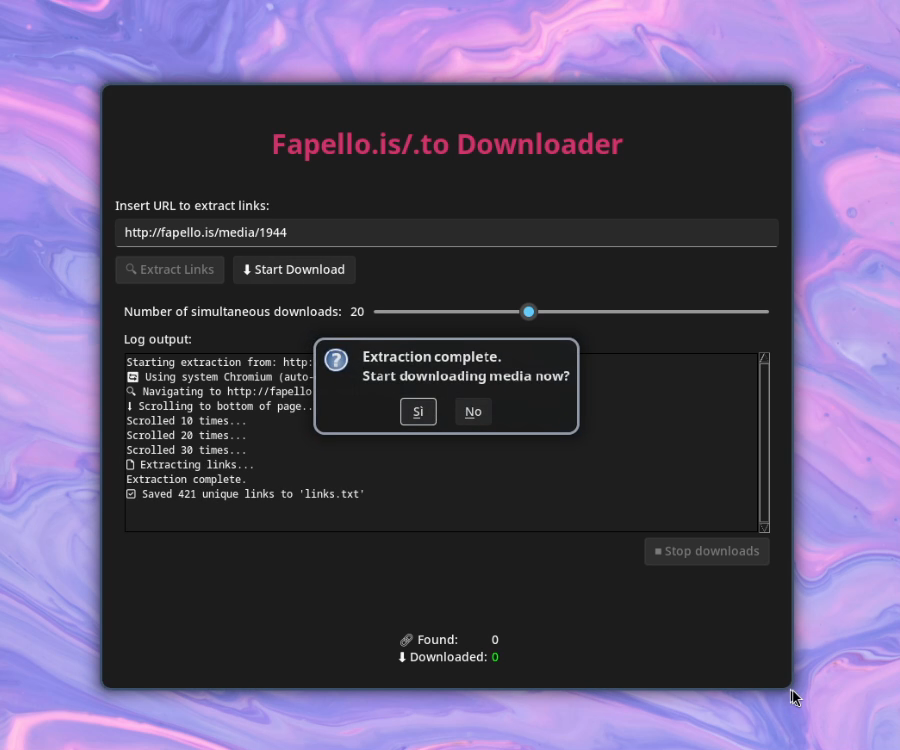 Fapello.is/.to Downloader
Insert URL to extract links:
http://fapello.is/media/1944
🔍 Extract Links
⬇ Start Download
Number of simultaneous downloads: 20
Log output:
Starting extraction from: http:
🔄 Using system Chromium (auto-
🔍 Navigating to http://fapello
⬇ Scrolling to bottom of page..
Scrolled 10 times...
Scrolled 20 times...
Scrolled 30 times...
📄 Extracting links...
Extraction complete.
☑ Saved 421 unique links to 'links.txt'
Extraction complete.
Start downloading media now?
Sì
No
■ Stop downloads
🔗 Found: 0
⬇ Downloaded: 0